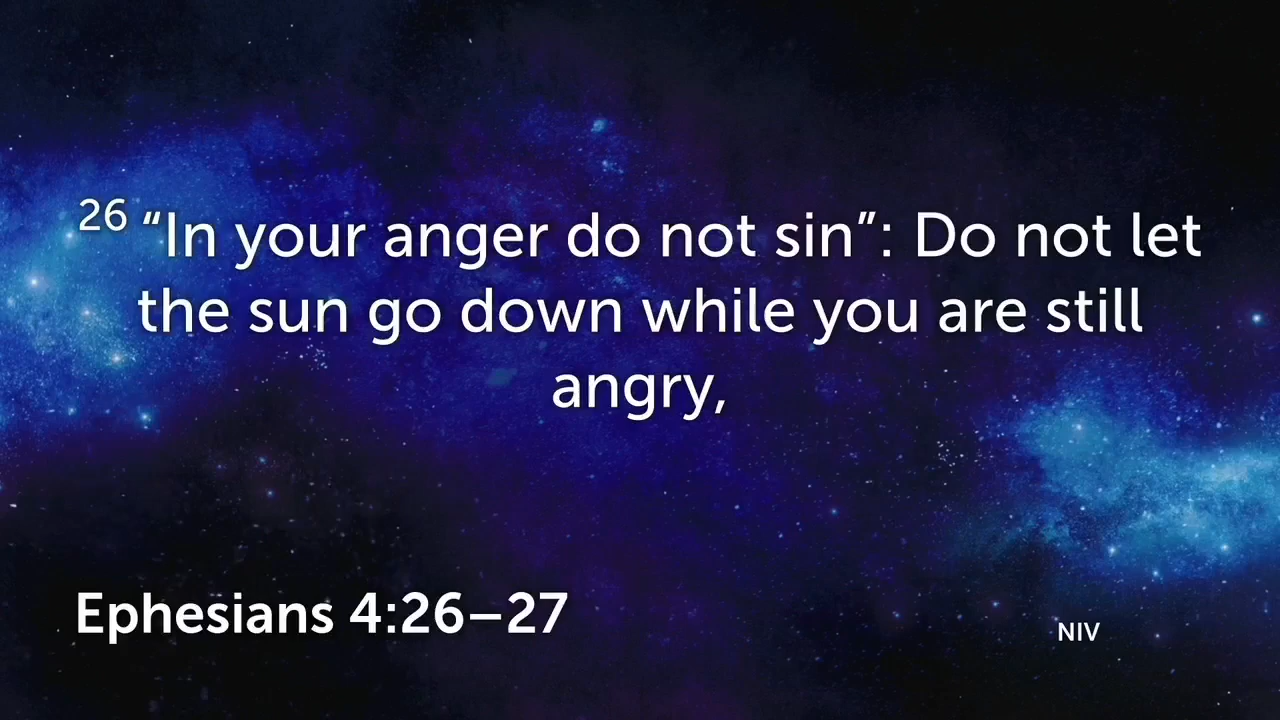 26 “In your anger do not sin”: Do not let
the sun go down while you are still
angry,
Ephesians 4:26–27
NIV